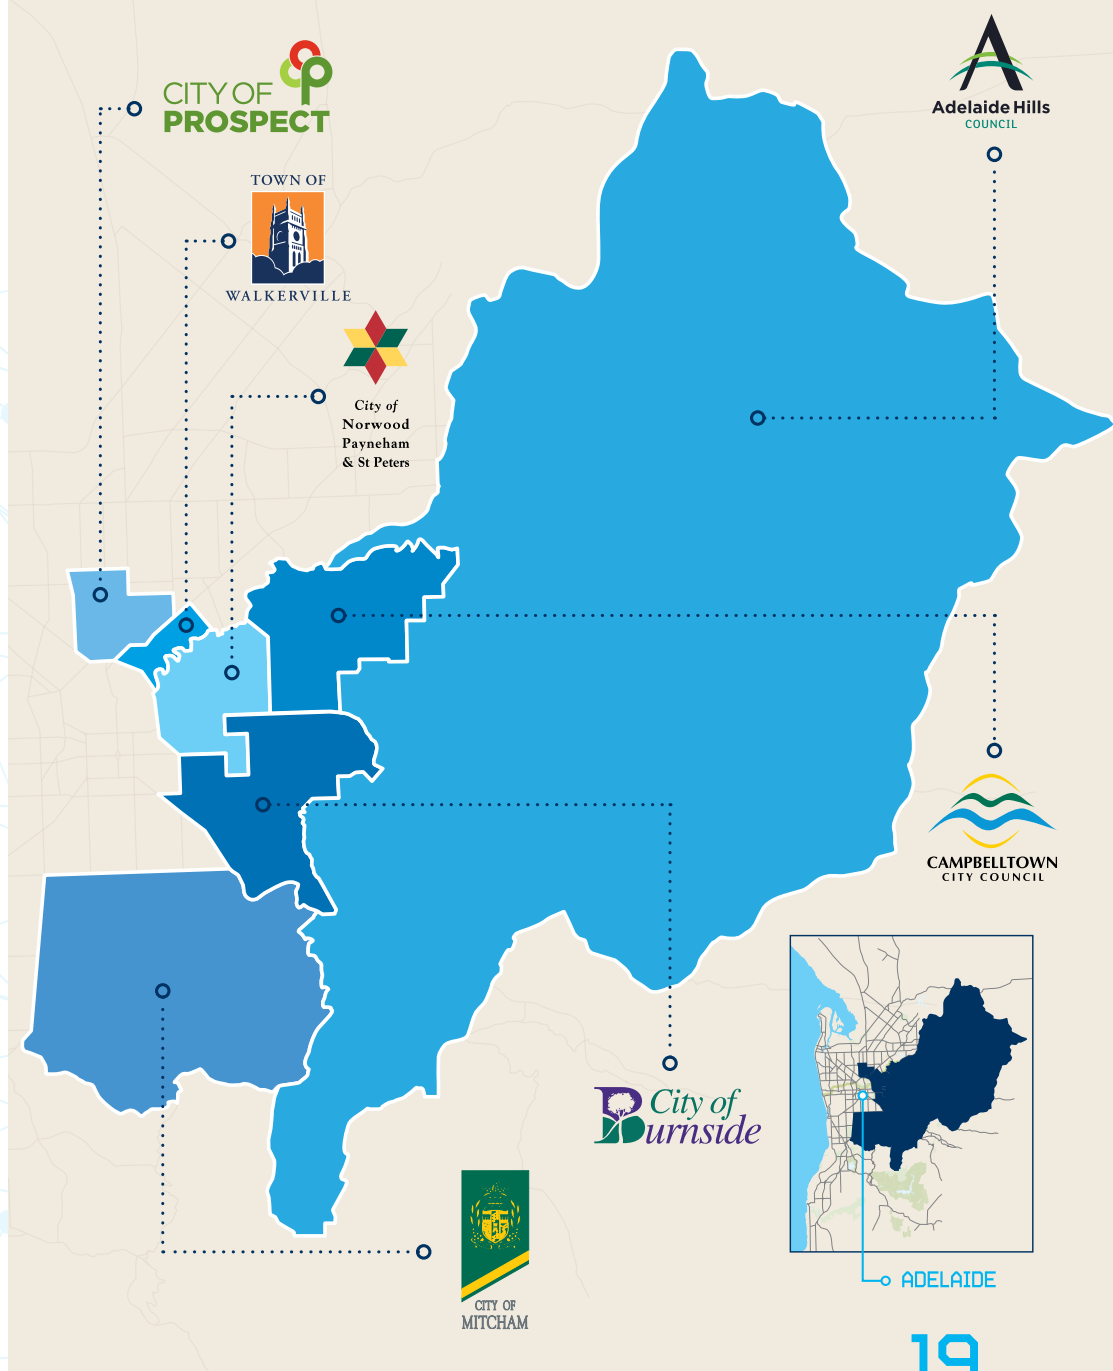 CITY OF
PROSPECT
Adelaide Hills
COUNCIL
TOWN OF
WALKERVILLE
City of
Norwood
Payneham
& St Peters
CAMPBELLTOWN
CITY COUNCIL
City of
Burnside
CITY OF
MITCHAM
ADELAIDE
19